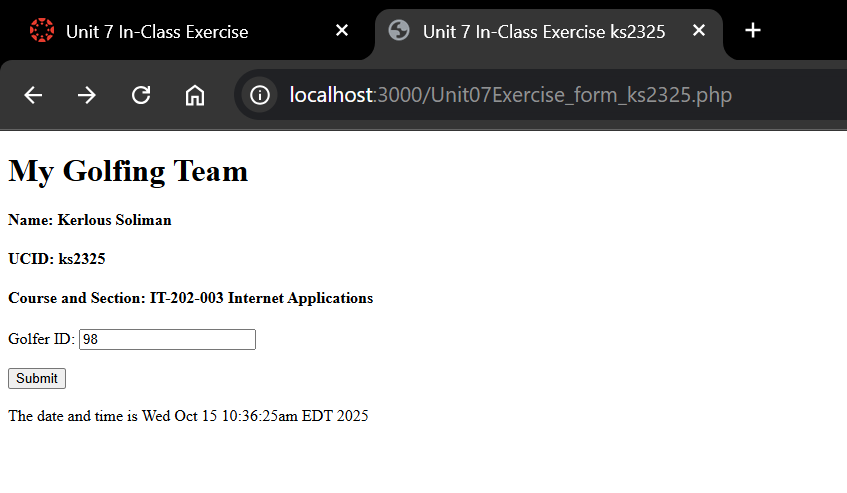 Unit 7 In-Class Exercise
Unit 7 In-Class Exercise ks2325
localhost:3000/Unit07Exercise_form_ks2325.php
My Golfing Team
Name: Kerlous Soliman
UCID: ks2325
Course and Section: IT-202-003 Internet Applications
Golfer ID: 98
Submit
The date and time is Wed Oct 15 10:36:25am EDT 2025